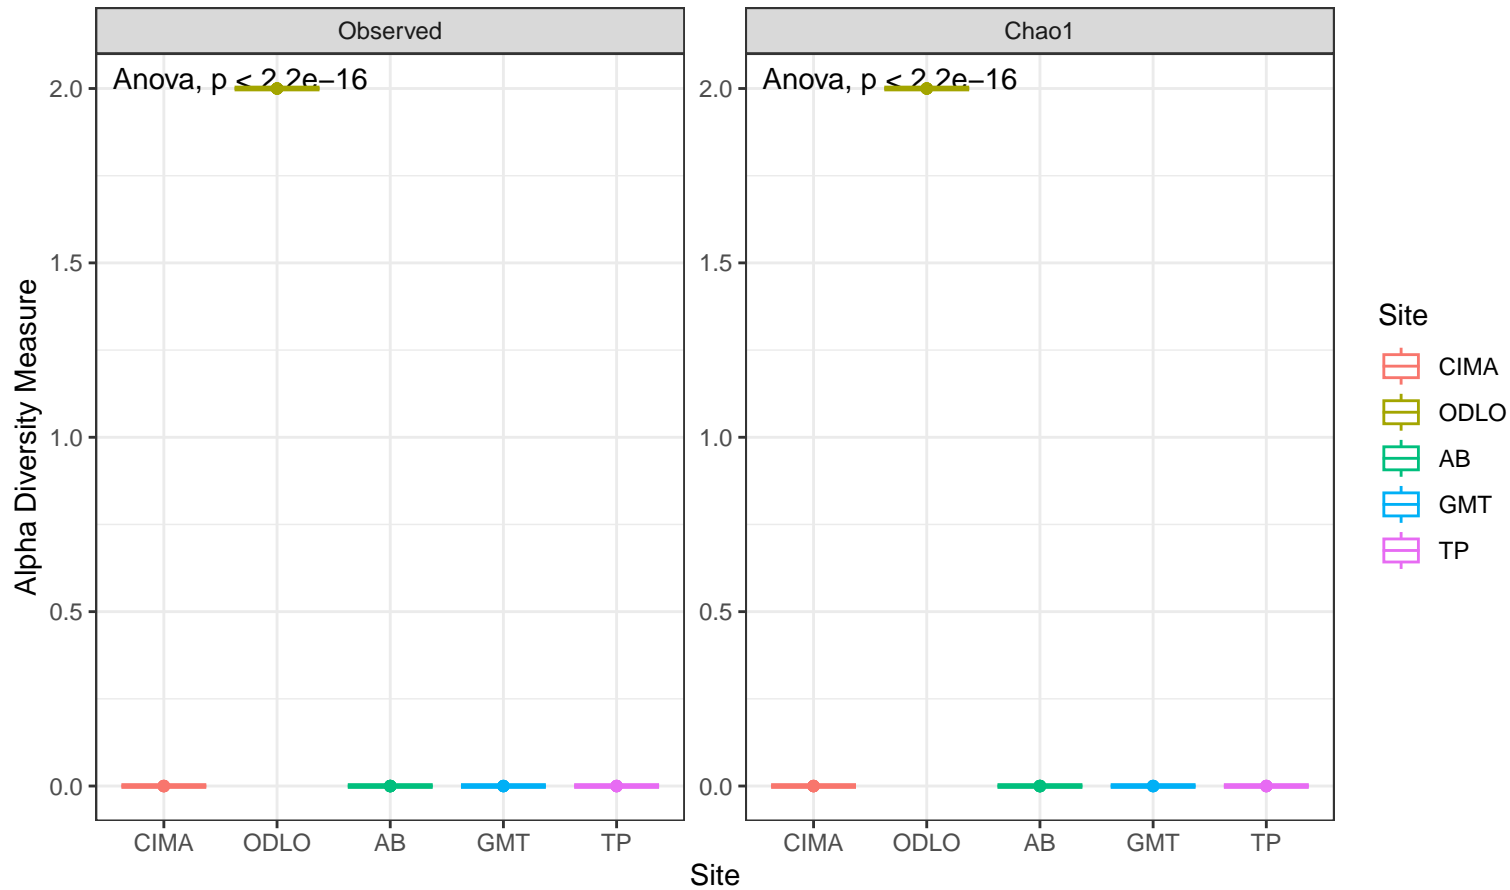 Observed
Chao1
Anova, p < 2.2e−16
Anova, p < 2.2e−16
Alpha Diversity Measure
2.0
1.5
1.0
0.5
0.0
2.0
1.5
1.0
0.5
0.0
CIMA ODLO AB GMT TP
CIMA ODLO AB GMT TP
Site
Site
CIMA
ODLO
AB
GMT
TP